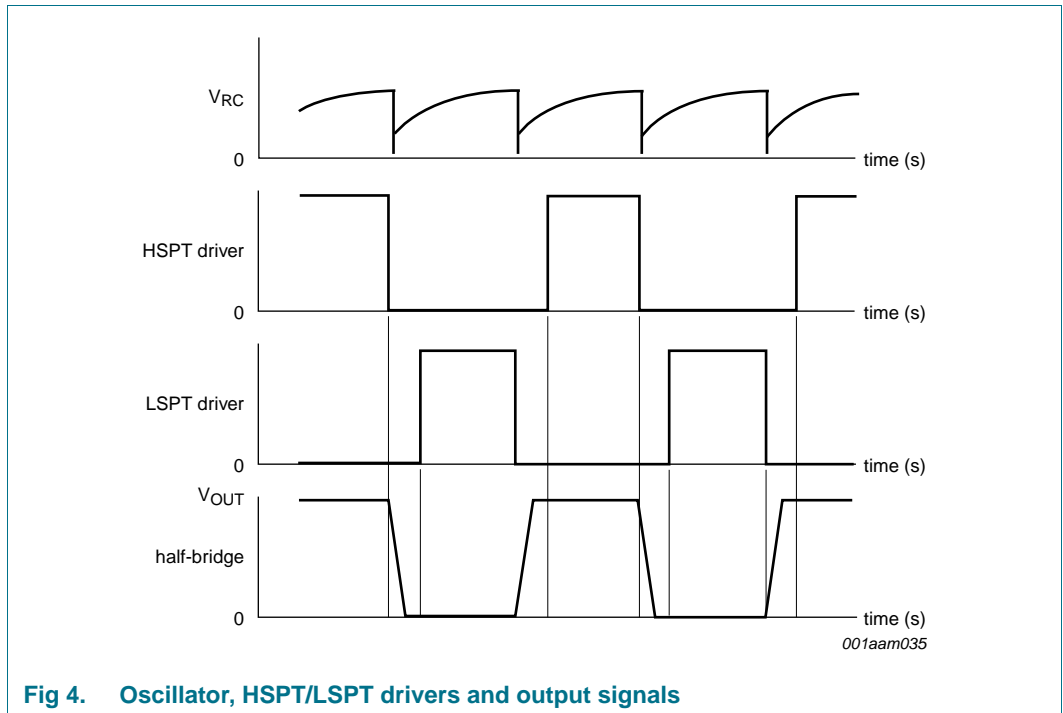 VRC
0
time (s)
HSPT driver
0
time (s)
LSPT driver
0
time (s)
VOUT
half-bridge
0
time (s)
001aam035
Fig 4. Oscillator, HSPT/LSPT drivers and output signals